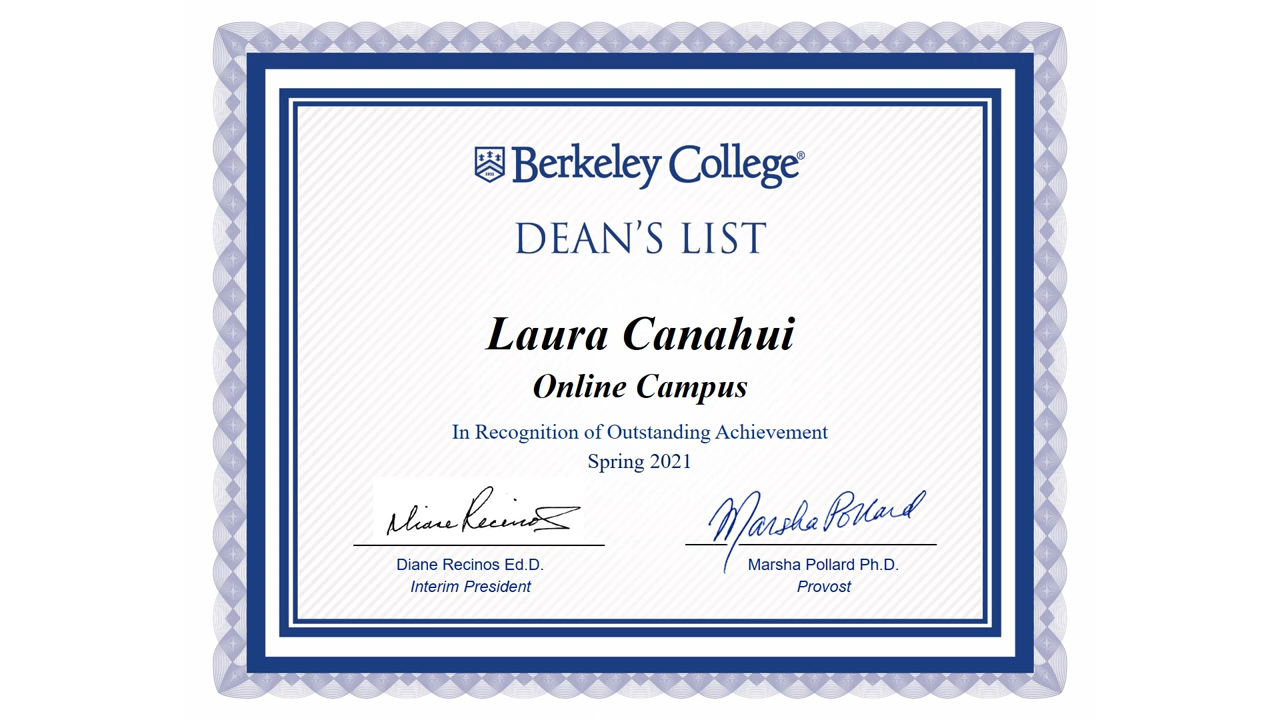 Berkeley College®
DEAN'S LIST
Laura Canahui
Online Campus
In Recognition of Outstanding Achievement
Spring 2021
Diane Recinos
Marsha Pollard
Diane Recinos Ed.D.
Marsha Pollard Ph.D.
Interim President
Provost